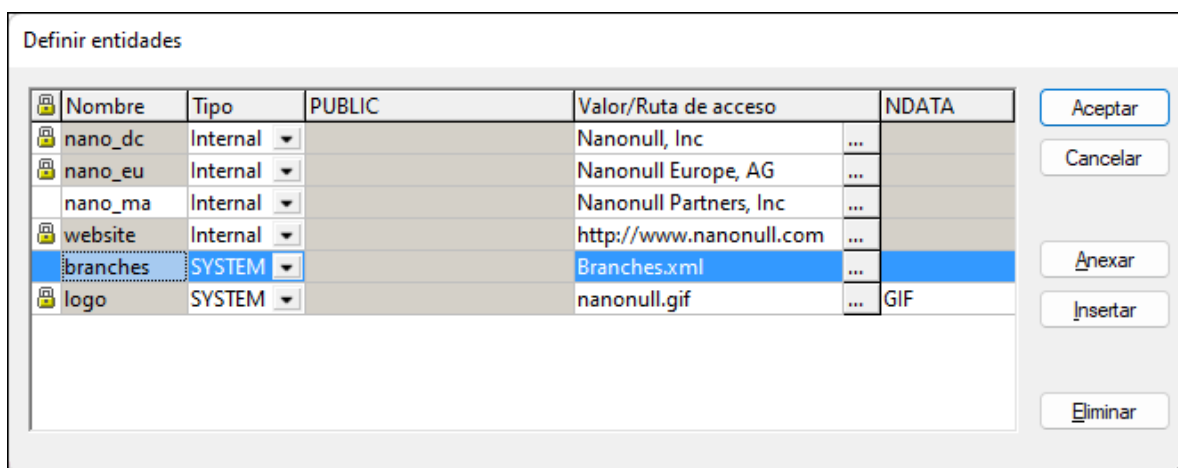 Definir entidades
Nombre Tipo PUBLIC Valor/Ruta de acceso NDATA
nano_dc Internal Nanonull, Inc ...
nano_eu Internal Nanonull Europe, AG ...
nano_ma Internal Nanonull Partners, Inc ...
website Internal http://www.nanonull.com ...
branches SYSTEM Branches.xml ...
logo SYSTEM nanonull.gif ... GIF
Aceptar
Cancelar
Anexar
Insertar
Eliminar